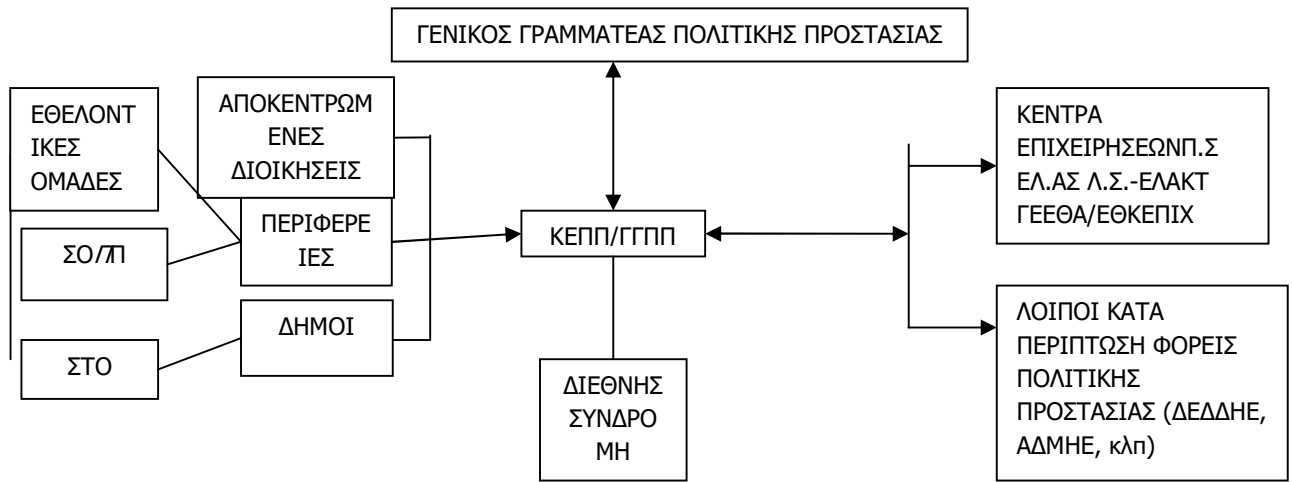 ΓΕΝΙΚΟΣ ΓΡΑΜΜΑΤΕΑΣ ΠΟΛΙΤΙΚΗΣ ΠΡΟΣΤΑΣΙΑΣ
ΕΘΕΛΟΝΤ
ΙΚΕΣ
ΟΜΑΔΕΣ
ΑΠΟΚΕΝΤΡΩΜ
ΕΝΕΣ
ΔΙΟΙΚΗΣΕΙΣ
ΚΕΝΤΡΑ
ΕΠΙΧΕΙΡΗΣΕΩΝΠ.Σ
ΕΛ.ΑΣ Λ.Σ.-ΕΛΑΚΤ
ΓΕΕΘΑ/ΕΘΚΕΠΙΧ
ΣΟ/ΠΠ
ΠΕΡΙΦΕΡΕ
ΙΕΣ
ΚΕΠΠ/ΓΓΠΠ
ΣΤΟ
ΔΗΜΟΙ
ΔΙΕΘΝΗΣ
ΣΥΝΔΡΟ
ΜΗ
ΛΟΙΠΟΙ ΚΑΤΑ
ΠΕΡΙΠΤΩΣΗ ΦΟΡΕΙΣ
ΠΟΛΙΤΙΚΗΣ
ΠΡΟΣΤΑΣΙΑΣ (ΔΕΔΔΗΕ,
ΑΔΜΗΕ, κλπ)